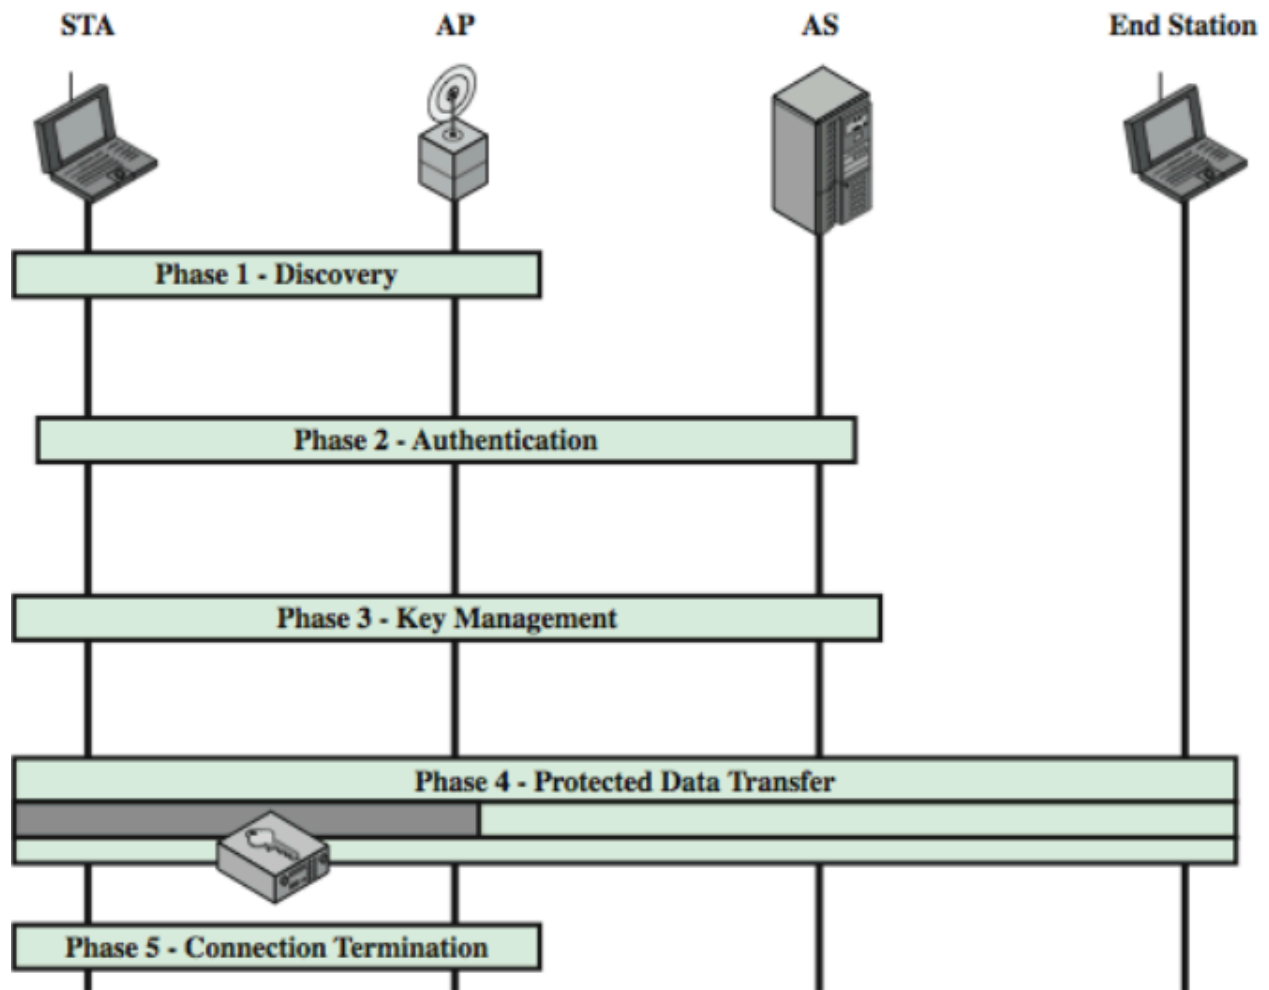 STA
AP
AS
End Station
Phase 1 - Discovery
Phase 2 - Authentication
Phase 3 - Key Management
Phase 4 - Protected Data Transfer
Phase 5 - Connection Termination